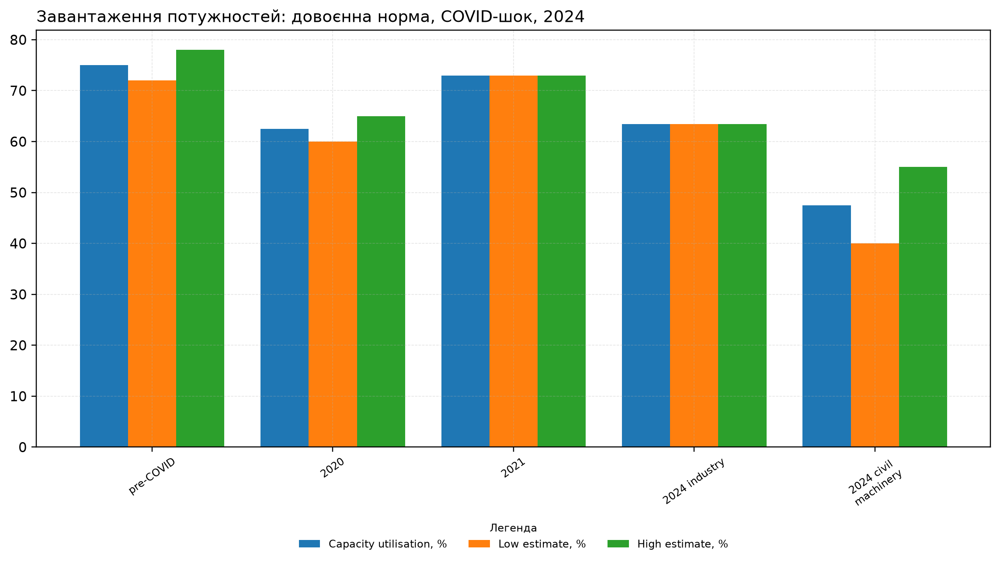 Завантаження потужностей: довоєнна норма, COVID-шок, 2024
80
70
60
50
40
30
20
10
0
pre-COVID
2020
2021
2024 industry
2024 civil
machinery
Легенда
Capacity utilisation, %
Low estimate, %
High estimate, %